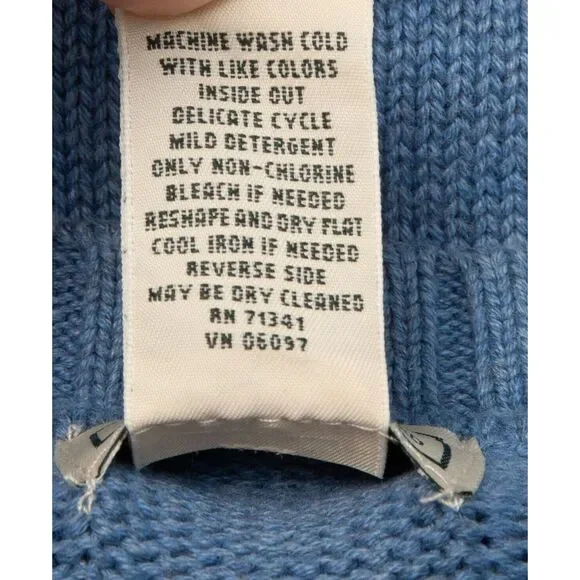 MACHINE WASH COLD
WITH LIKE COLORS
INSIDE OUT
DELICATE CYCLE
MILD DETERGENT
ONLY NON-CHLORINE
BLEACH IF NEEDED
RESHAPE AND DRY FLAT
COOL IRON IF NEEDED
REVERSE SIDE
MAY BE DRY CLEANED
RN 71341
VN 06097